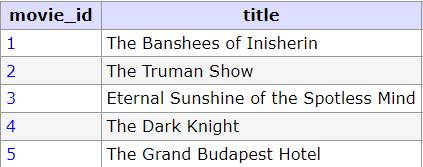 movie_id title
1 The Banshees of Inisherin
2 The Truman Show
3 Eternal Sunshine of the Spotless Mind
4 The Dark Knight
5 The Grand Budapest Hotel